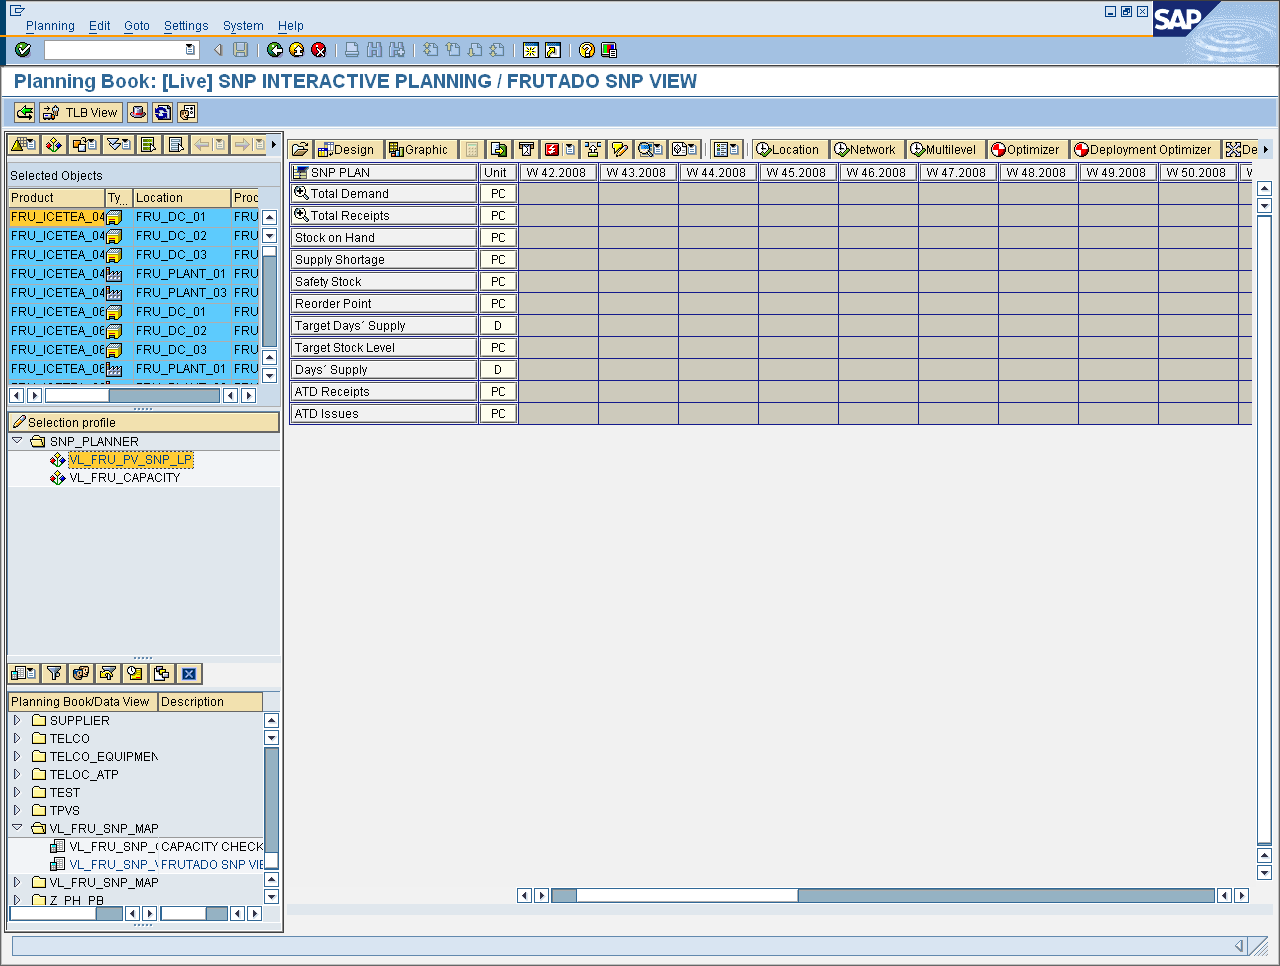 Planning Edit Goto Settings System Help
SAP
Planning Book: [Live] SNP INTERACTIVE PLANNING / FRUTADO SNP VIEW
TLB View
Selected Objects
Product Ty... Location Proc
FRU_ICETEA_04 FRU_DC_01 FRU
FRU_ICETEA_04 FRU_DC_02 FRU
FRU_ICETEA_04 FRU_DC_03 FRU
FRU_ICETEA_04 FRU_PLANT_01 FRU
FRU_ICETEA_04 FRU_PLANT_03 FRU
FRU_ICETEA_06 FRU_DC_01 FRU
FRU_ICETEA_06 FRU_DC_02 FRU
FRU_ICETEA_06 FRU_DC_03 FRU
FRU_ICETEA_06 FRU_PLANT_01 FRU
Selection profile
SNP_PLANNER
VL_FRU_PV_SNP_LP
VL_FRU_CAPACITY
Planning Book/Data View Description
SUPPLIER
TELCO
TELCO_EQUIPMEN
TELOC_ATP
TEST
TPVS
VL_FRU_SNP_MAP
VL_FRU_SNP_( CAPACITY CHECK
VL_FRU_SNP_\ FRUTADO SNP VIE
VL_FRU_SNP_MAP
Z_PH_PB
Design Graphic Location Network Multilevel Optimizer Deployment Optimizer De
SNP PLAN Unit W 42.2008 W 43.2008 W 44.2008 W 45.2008 W 46.2008 W 47.2008 W 48.2008 W 49.2008 W 50.2008 W
Total Demand PC
Total Receipts PC
Stock on Hand PC
Supply Shortage PC
Safety Stock PC
Reorder Point PC
Target Days´ Supply D
Target Stock Level PC
Days´ Supply D
ATD Receipts PC
ATD Issues PC